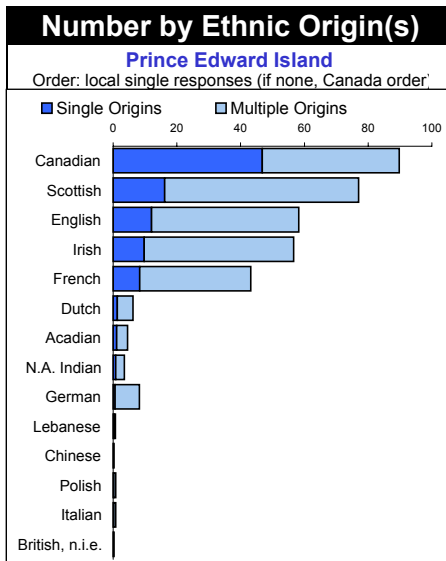 Number by Ethnic Origin(s)
Prince Edward Island
Order: local single responses (if none, Canada order)
Single Origins Multiple Origins
0 20 40 60 80 100
Canadian
Scottish
English
Irish
French
Dutch
Acadian
N.A. Indian
German
Lebanese
Chinese
Polish
Italian
British, n.i.e.